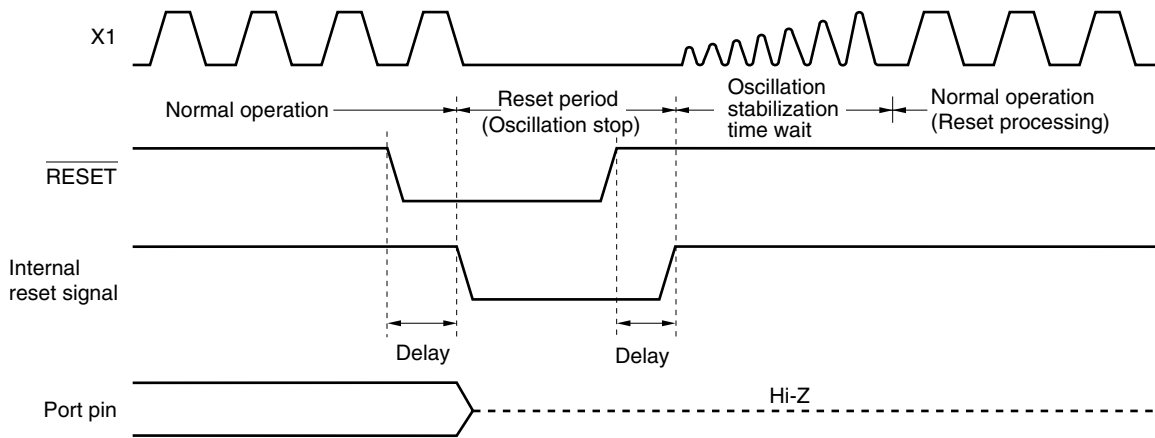 X1
Normal operation
Reset period
(Oscillation stop)
Oscillation
stabilization
time wait
Normal operation
(Reset processing)
RESET
Internal
reset signal
Delay
Delay
Port pin
Hi-Z